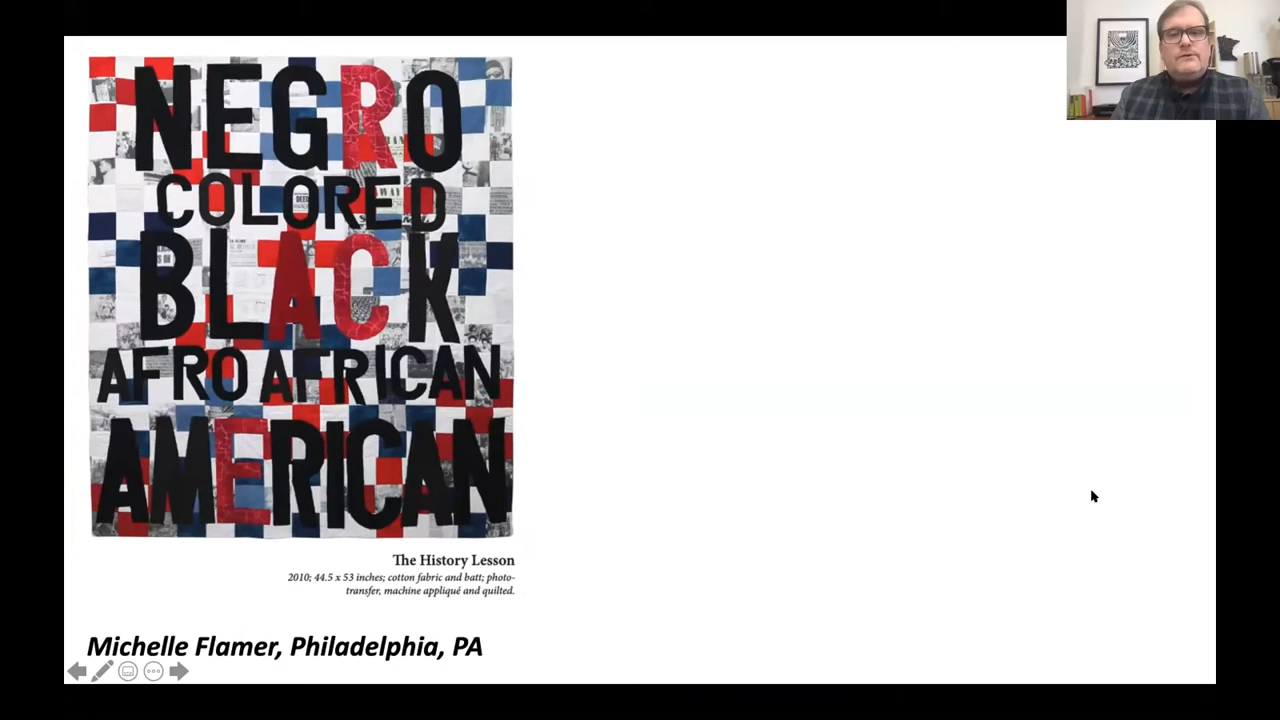 NEGRO
COLORED
BLACK
AFRO AFRICAN
AMERICAN
The History Lesson
2010; 44.5 x 53 inches; cotton fabric and batt; photo-
transfer, machine appliqué and quilted.
Michelle Flamer, Philadelphia, PA